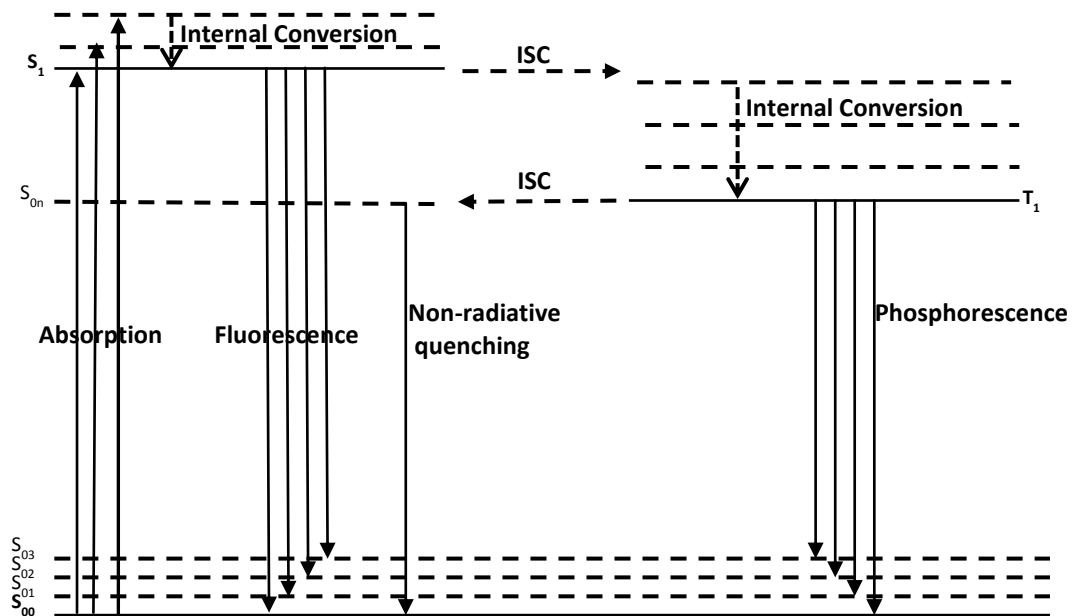 Internal Conversion
S1
ISC
Internal Conversion
S0n
ISC
T1
Absorption
Fluorescence
Non-radiative
quenching
Phosphorescence
S03
S02
S01
S00